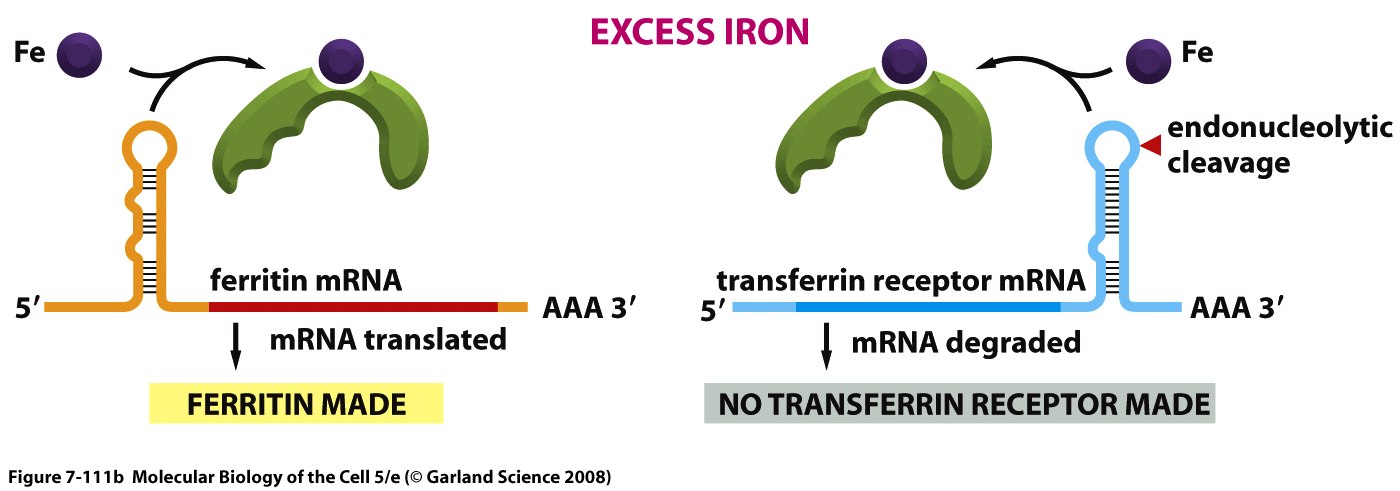 EXCESS IRON
Fe
Fe
endonucleolytic
cleavage
ferritin mRNA
5′
AAA 3′
mRNA translated
FERRITIN MADE
transferrin receptor mRNA
5′
AAA 3′
mRNA degraded
NO TRANSFERRIN RECEPTOR MADE
Figure 7-111b Molecular Biology of the Cell 5/e (© Garland Science 2008)